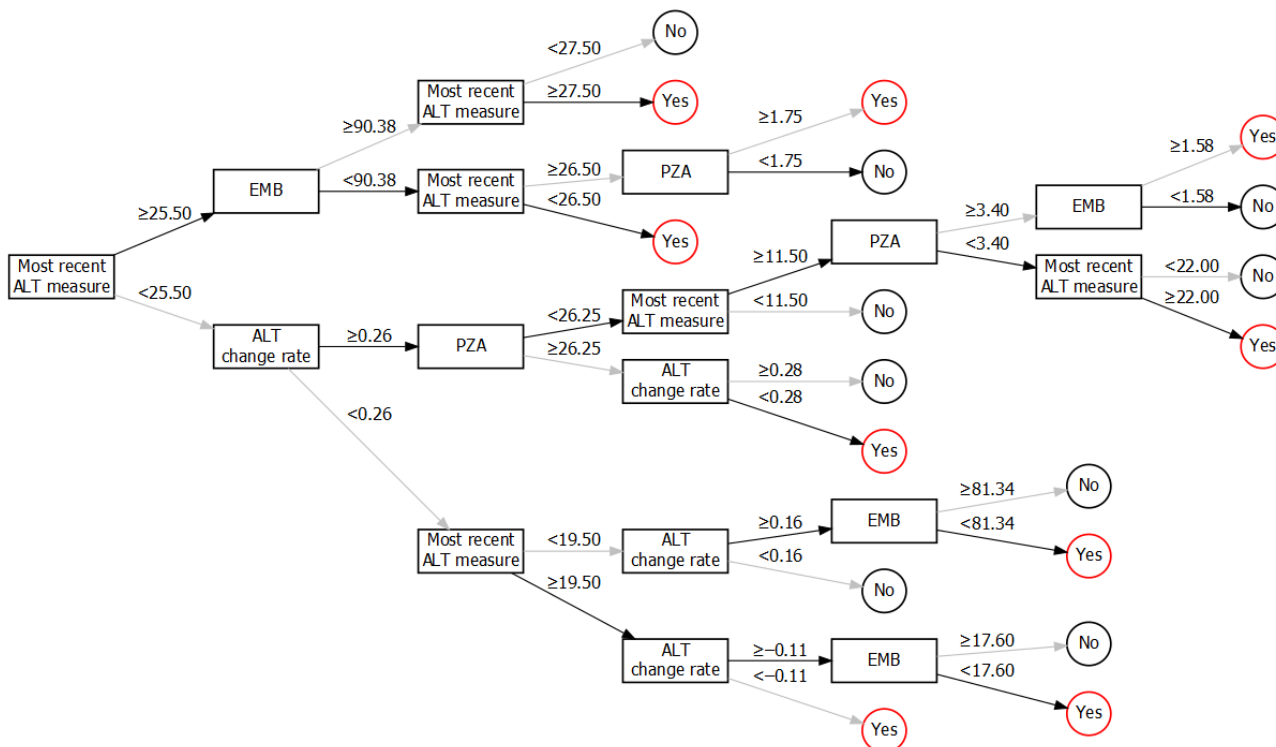 No
<27.50
Most recent
ALT measure
≥27.50
Yes
≥90.38
EMB
<90.38
Most recent
ALT measure
≥26.50
PZA
≥1.75
Yes
<1.75
No
<26.50
Yes
≥25.50
Most recent
ALT measure
<25.50
ALT
change rate
≥0.26
PZA
<26.25
Most recent
ALT measure
≥11.50
PZA
≥3.40
EMB
≥1.58
Yes
<1.58
No
<3.40
Most recent
ALT measure
<22.00
No
≥22.00
Yes
<11.50
No
≥26.25
ALT
change rate
≥0.28
No
<0.28
Yes
<0.26
Most recent
ALT measure
<19.50
ALT
change rate
≥0.16
EMB
≥81.34
No
<81.34
Yes
<0.16
No
≥19.50
ALT
change rate
≥−0.11
EMB
≥17.60
No
<17.60
Yes
<−0.11
Yes